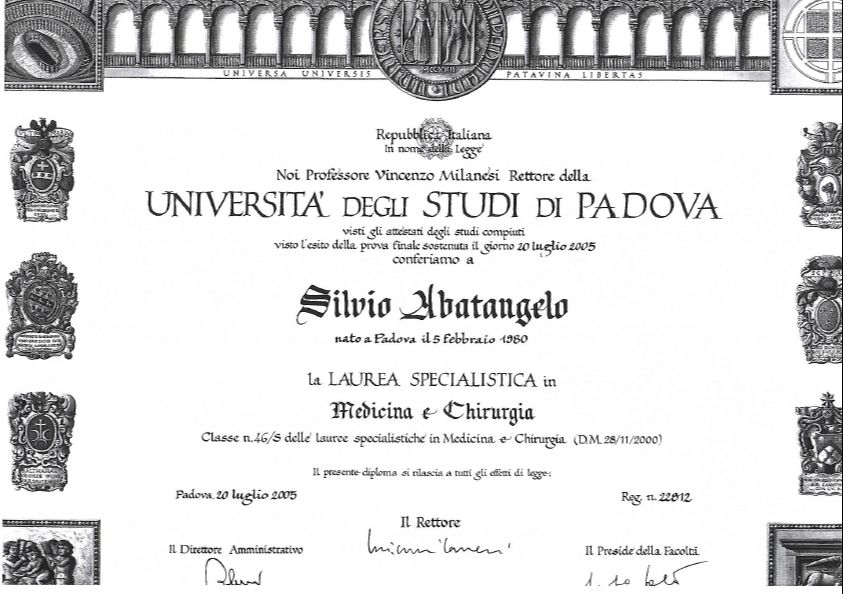 UNIVERSA UNIVERSIS PATAVINA LIBERTAS
Repubblica Italiana
In nome della Legge
Noi Professore Vincenzo Milanesi Rettore della
UNIVERSITA' DEGLI STUDI DI PADOVA
visti gli attestati degli studi compiuti
visto l'esito della prova finale sostenuta il giorno 20 luglio 2005
conferiamo a
Silvio Abatangelo
nato a Padova il 5 febbraio 1980
la LAUREA SPECIALISTICA in
Medicina e Chirurgia
Classe n.46/S delle lauree specialistiche in Medicina e Chirurgia (D.M. 28/11/2000)
Il presente diploma si rilascia a tutti gli effetti di legge.
Padova, 20 luglio 2005 Reg. n. 22812
Il Rettore
Il Direttore Amministrativo Il Preside della Facoltà